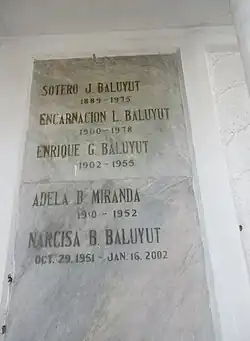 SOTERO J. BALUYUT
1889 - 1975
ENCARNACION L. BALUYUT
1900 - 1978
ENRIQUE G. BALUYUT
1902 - 1955
ADELA B. MIRANDA
1910 - 1952
NARCISA B. BALUYUT
OCT. 29, 1951 - JAN. 16, 2002